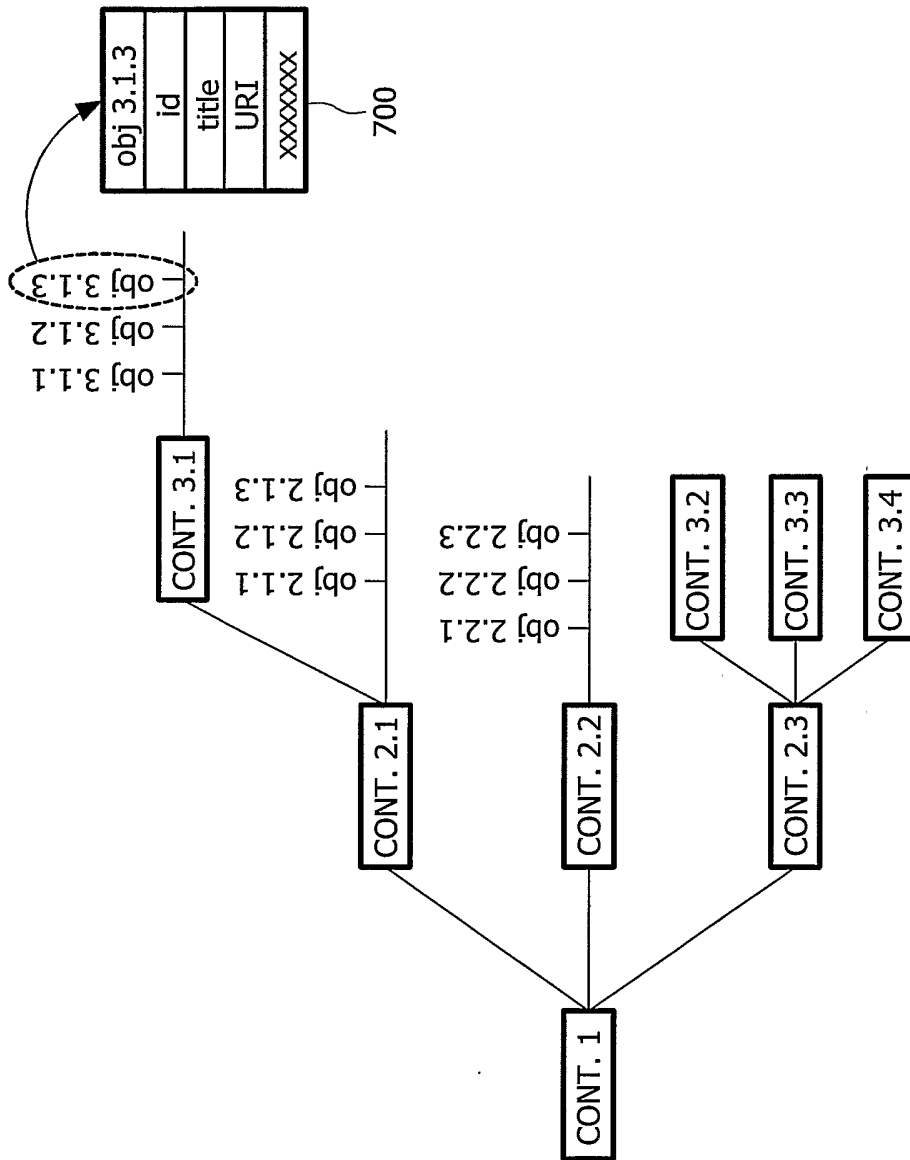 obj 3.1.3
id
title
URI
xxxxxxx
700
obj 3.1.3
obj 3.1.2
obj 3.1.1
CONT. 3.1
obj 2.1.3
obj 2.1.2
obj 2.1.1
obj 2.2.3
obj 2.2.2
obj 2.2.1
CONT. 3.2
CONT. 3.3
CONT. 3.4
CONT. 2.1
CONT. 2.2
CONT. 2.3
CONT. 1